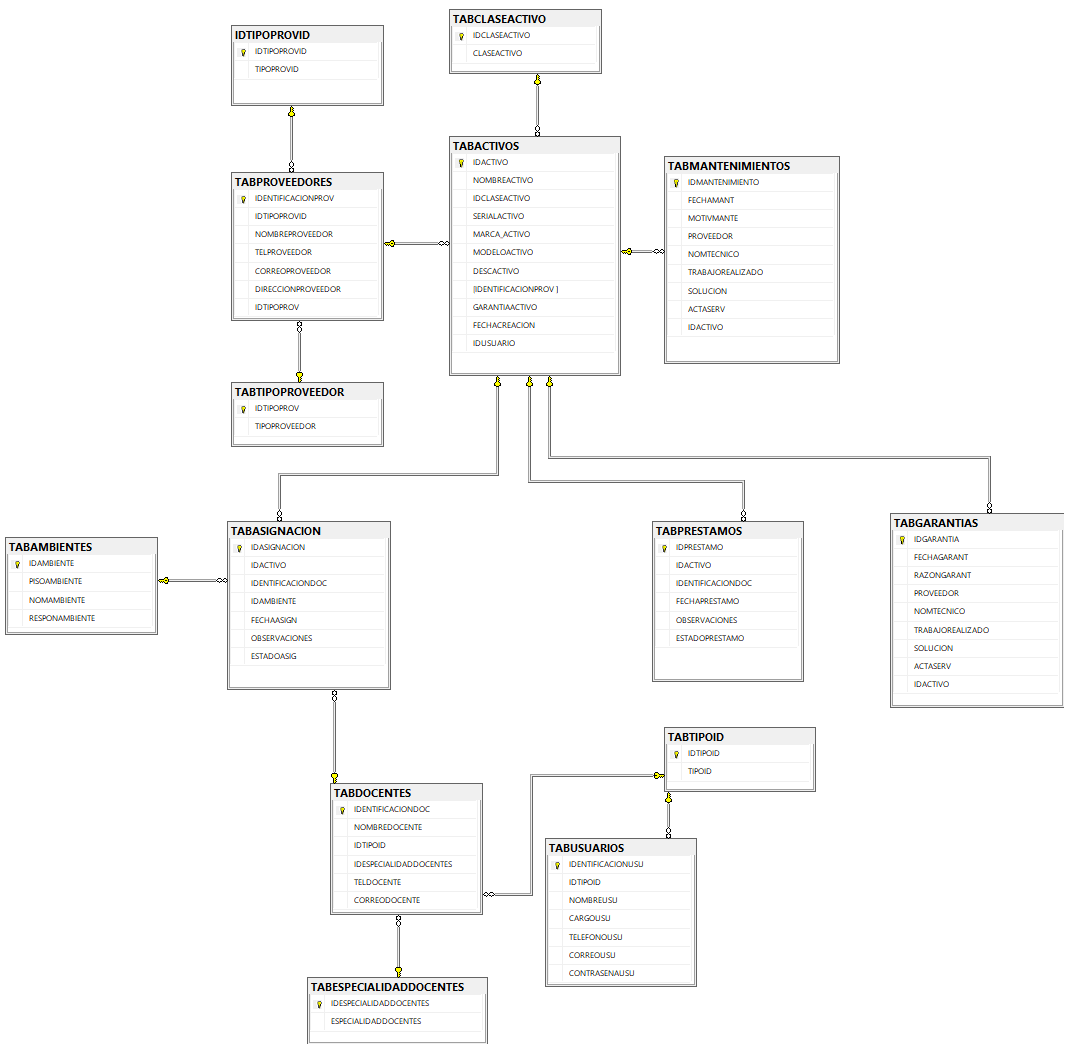 TABCLASEACTIVO
IDCLASEACTIVO
CLASEACTIVO
IDTIPOPROVID
IDTIPOPROVID
TIPOPROVID
TABACTIVOS
IDACTIVO
NOMBREACTIVO
IDCLASEACTIVO
SERIALACTIVO
MARCA_ACTIVO
MODELOACTIVO
DESCACTIVO
[IDENTIFICACIONPROV ]
GARANTIAACTIVO
FECHACREACION
IDUSUARIO
TABMANTENIMIENTOS
IDMANTENIMIENTO
FECHAMANT
MOTIVMANTE
PROVEEDOR
NOMTECNICO
TRABAJOREALIZADO
SOLUCION
ACTASERV
IDACTIVO
TABPROVEEDORES
IDENTIFICACIONPROV
IDTIPOPROVID
NOMBREPROVEEDOR
TELPROVEEDOR
CORREOPROVEEDOR
DIRECCIONPROVEEDOR
IDTIPOPROV
TABTIPOPROVEEDOR
IDTIPOPROV
TIPOPROVEEDOR
TABAMBIENTES
IDAMBIENTE
PISOAMBIENTE
NOMAMBIENTE
RESPONAMBIENTE
TABASIGNACION
IDASIGNACION
IDACTIVO
IDENTIFICACIONDOC
IDAMBIENTE
FECHAASIGN
OBSERVACIONES
ESTADOASIG
TABPRESTAMOS
IDPRESTAMO
IDACTIVO
IDENTIFICACIONDOC
FECHAPRESTAMO
OBSERVACIONES
ESTADOPRESTAMO
TABGARANTIAS
IDGARANTIA
FECHAGARANT
RAZONGARANT
PROVEEDOR
NOMTECNICO
TRABAJOREALIZADO
SOLUCION
ACTASERV
IDACTIVO
TABTIPOID
IDTIPOID
TIPOID
TABDOCENTES
IDENTIFICACIONDOC
NOMBREDOCENTE
IDTIPOID
IDESPECIALIDADDOCENTES
TELDOCENTE
CORREODOCENTE
TABUSUARIOS
IDENTIFICACIONUSU
IDTIPOID
NOMBREUSU
CARGOUSU
TELEFONOUSU
CORREOUSU
CONTRASENAUSU
TABESPECIALIDADDOCENTES
IDESPECIALIDADDOCENTES
ESPECIALIDADDOCENTES